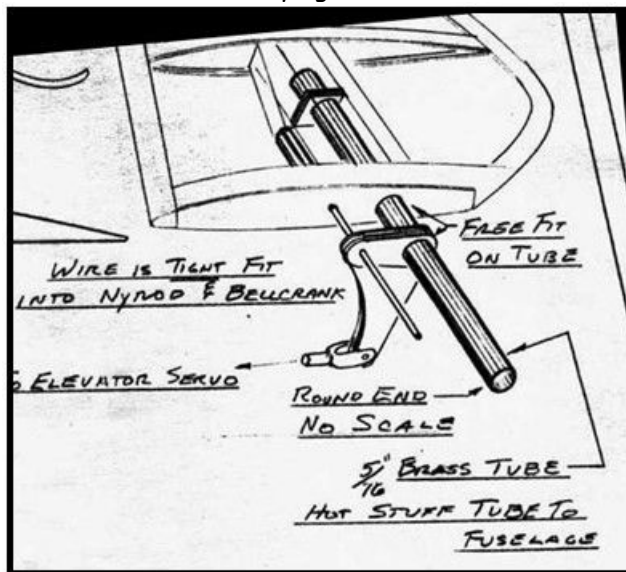 FREE FIT
ON TUBE
WIRE IS TIGHT FIT
INTO NYROD & BELLCRANK
ELEVATOR SERVO
ROUND END
NO SCALE
5/16" BRASS TUBE
HOT STUFF TUBE TO
FUSELAGE